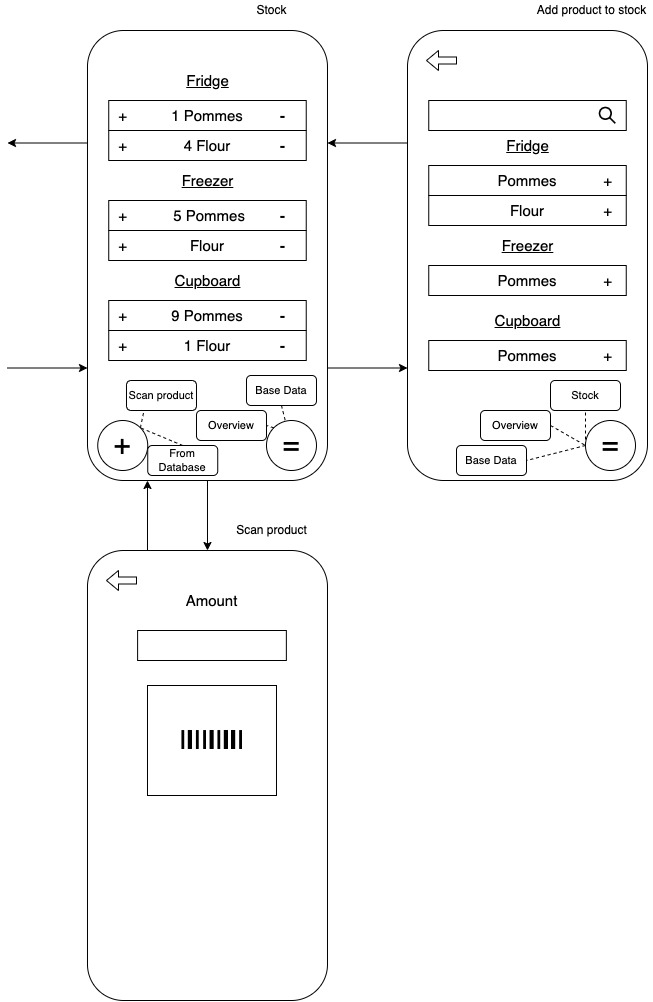 Stock
Fridge
+ 1 Pommes -
+ 4 Flour -
Freezer
+ 5 Pommes -
+ Flour -
Cupboard
+ 9 Pommes -
+ 1 Flour -
Scan product
Base Data
Overview
+
=
From
Database
Add product to stock
Fridge
Pommes +
Flour +
Freezer
Pommes +
Cupboard
Pommes +
Stock
Overview
=
Base Data
Scan product
Amount